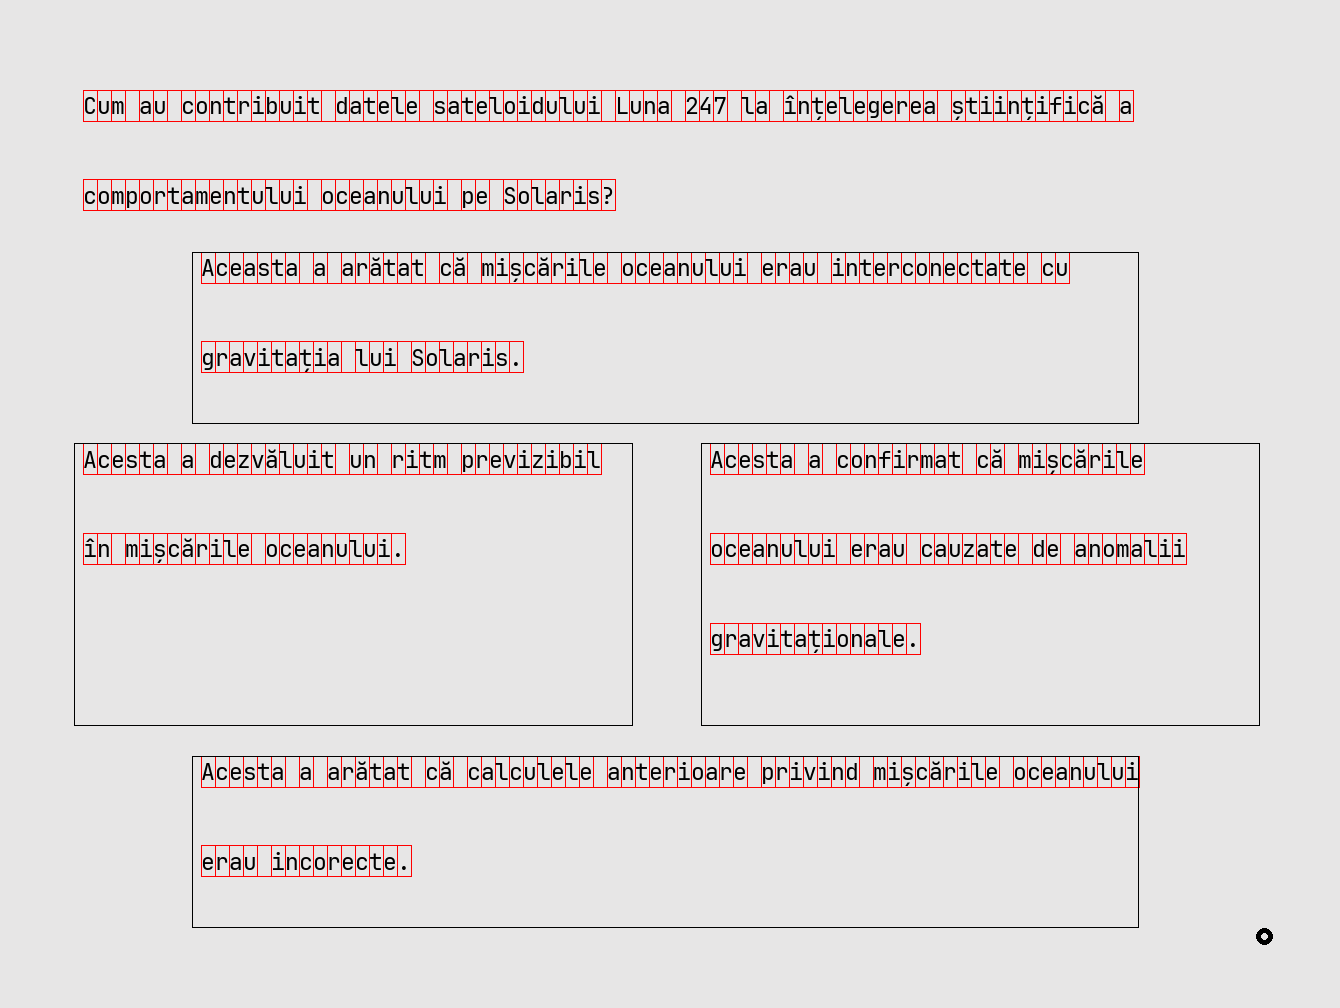 Cum au contribuit datele sateloidului Luna 247 la înțelegerea științifică a
comportamentului oceanului pe Solaris?
Aceasta a arătat că mișcările oceanului erau interconectate cu
gravitația lui Solaris.
Acesta a dezvăluit un ritm previzibil
în mișcările oceanului.
Acesta a confirmat că mișcările
oceanului erau cauzate de anomalii
gravitaționale.
Acesta a arătat că calculele anterioare privind mișcările oceanului
erau incorecte.